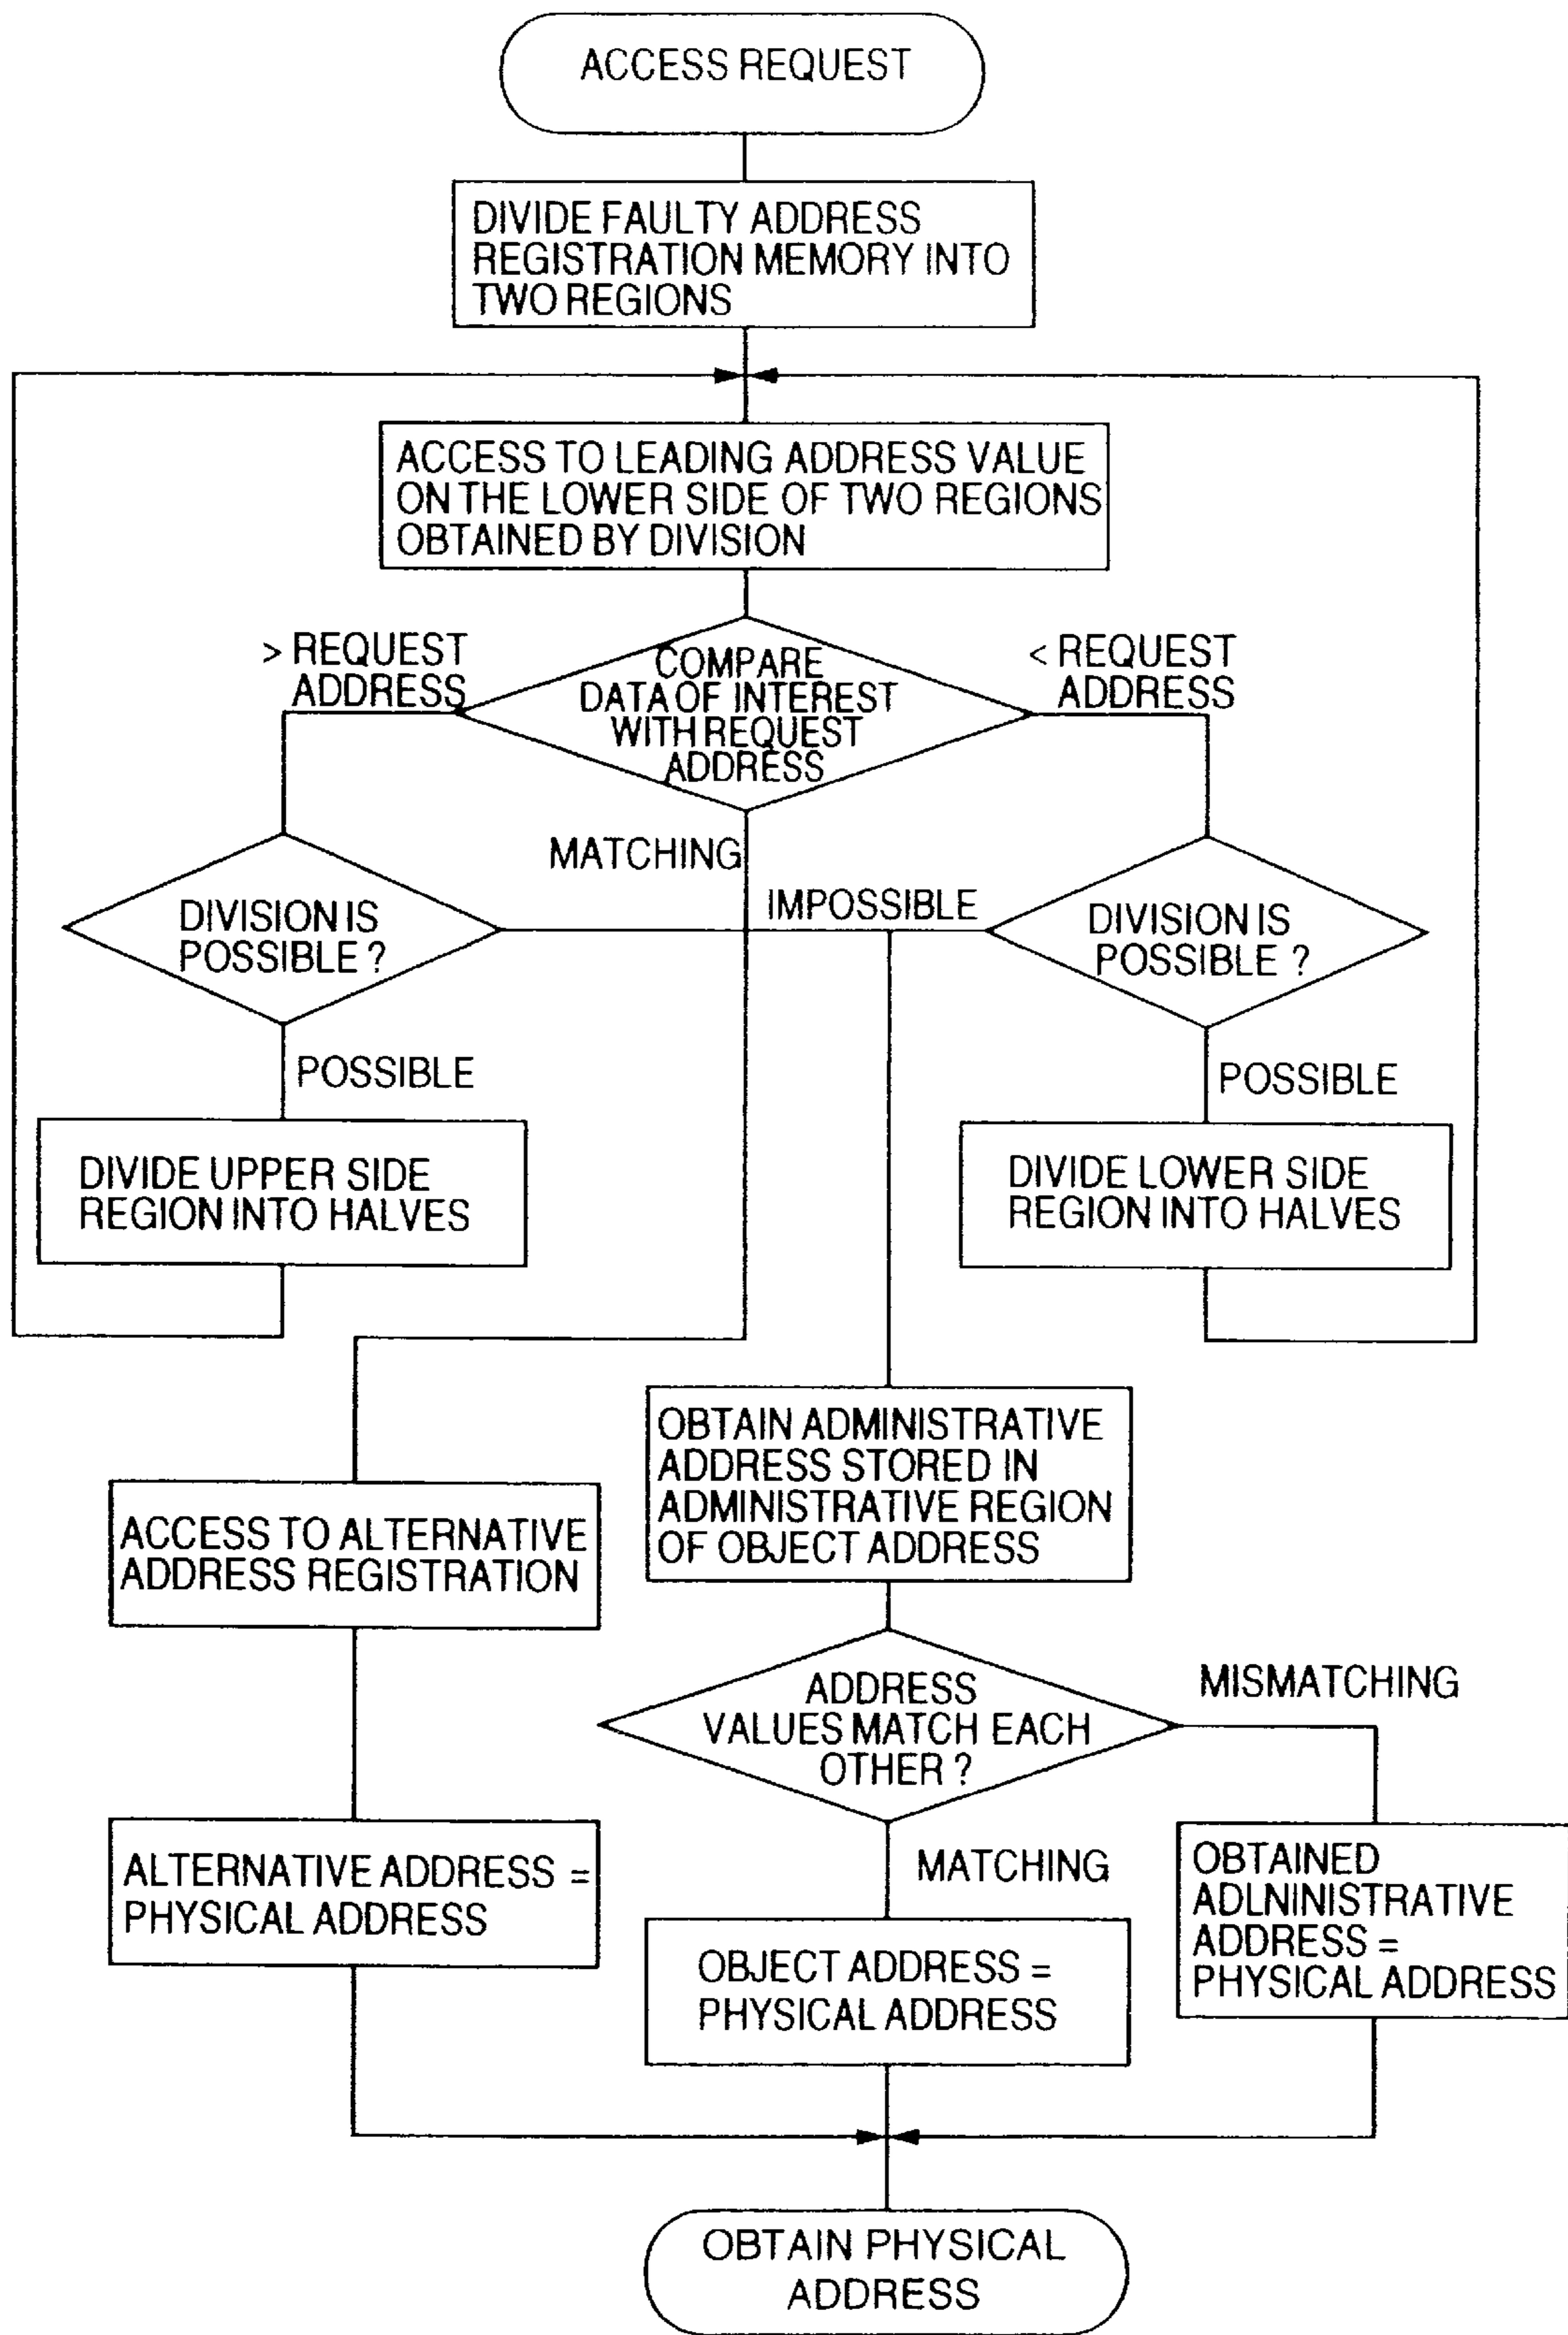 ACCESS REQUEST
DIVIDE FAULTY ADDRESS
REGISTRATION MEMORY INTO
TWO REGIONS
ACCESS TO LEADING ADDRESS VALUE
ON THE LOWER SIDE OF TWO REGIONS
OBTAINED BY DIVISION
> REQUEST
ADDRESS
COMPARE
DATA OF INTEREST
WITH REQUEST
ADDRESS
< REQUEST
ADDRESS
MATCHING
IMPOSSIBLE
DIVISION IS
POSSIBLE ?
DIVISION IS
POSSIBLE ?
POSSIBLE
POSSIBLE
DIVIDE UPPER SIDE
REGION INTO HALVES
DIVIDE LOWER SIDE
REGION INTO HALVES
OBTAIN ADMINISTRATIVE
ADDRESS STORED IN
ADMINISTRATIVE REGION
OF OBJECT ADDRESS
ACCESS TO ALTERNATIVE
ADDRESS REGISTRATION
ADDRESS
VALUES MATCH EACH
OTHER ?
MISMATCHING
MATCHING
ALTERNATIVE ADDRESS =
PHYSICAL ADDRESS
OBTAINED
ADLNINISTRATIVE
ADDRESS =
PHYSICAL ADDRESS
OBJECT ADDRESS =
PHYSICAL ADDRESS
OBTAIN PHYSICAL
ADDRESS